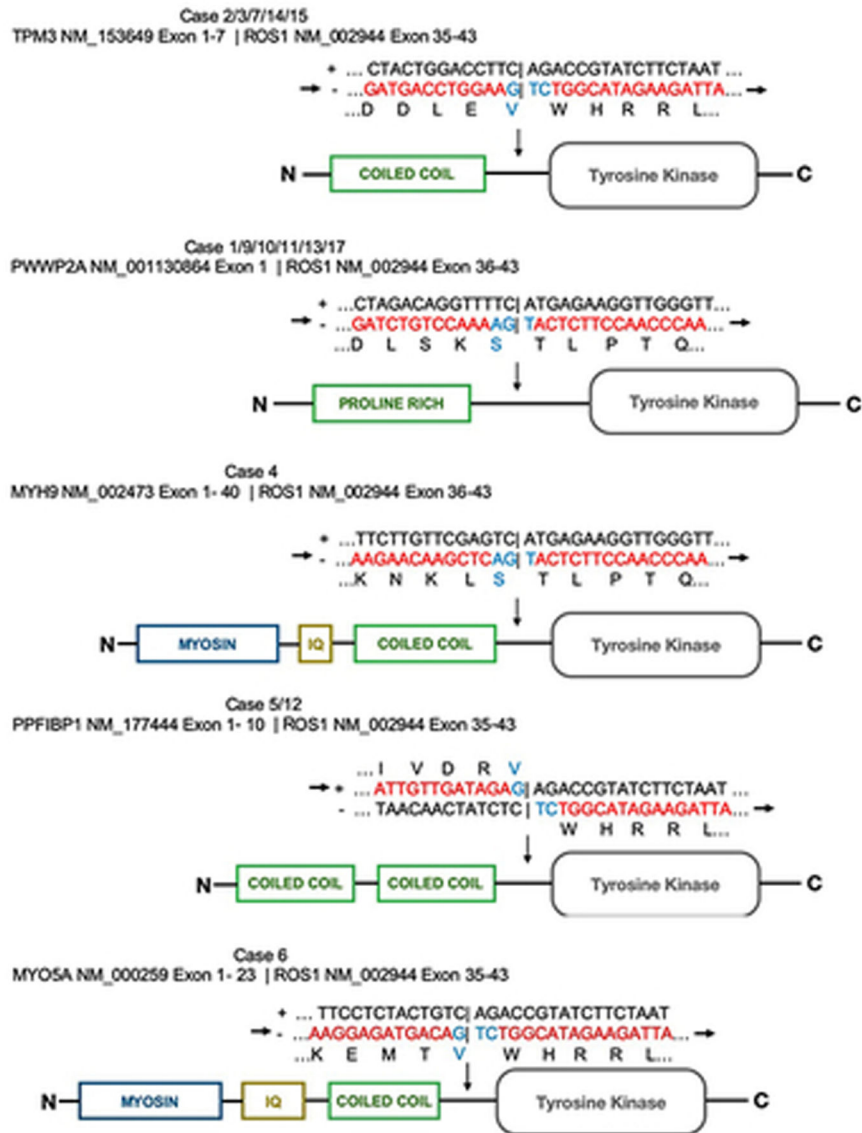 Case 2/3/7/14/15
TPM3 NM_153649 Exon 1-7 | ROS1 NM_002944 Exon 35-43
+ ... CTACTGGACCTTC| AGACCGTATCTTCTAAT ...
- ...GATGACCTGGAAG| TCTGGCATAGAAGATTA...
...D D L E V W H R R L...
N COILED COIL Tyrosine Kinase C
Case 1/9/10/11/13/17
PWWP2A NM_001130864 Exon 1 | ROS1 NM_002944 Exon 36-43
+ ...CTAGACAGGTTTTC| ATGAGAAGGTTGGGTT...
- ...GATCTGTCCAAAAG| TACTCTTCCAACCCAA...
...D L S K S T L P T Q...
N PROLINE RICH Tyrosine Kinase C
Case 4
MYH9 NM_002473 Exon 1- 40 | ROS1 NM_002944 Exon 36-43
+ ...TTCTTGTTCGAGTC| ATGAGAAGGTTGGGTT...
- ...AAGAACAAGCTCAG| TACTCTTCCAACCCAA...
...K N K L S T L P T Q...
N MYOSIN IQ COILED COIL Tyrosine Kinase C
Case 5/12
PPFIBP1 NM_177444 Exon 1- 10 | ROS1 NM_002944 Exon 35-43
... I V D R V
+ ... ATTGTTGATAGAG| AGACCGTATCTTCTAAT ...
- ... TAACAACTATCTC | TCTGGCATAGAAGATTA...
W H R R L...
N COILED COIL COILED COIL Tyrosine Kinase C
Case 6
MYO5A NM_000259 Exon 1- 23 | ROS1 NM_002944 Exon 35-43
+ ... TTCCTCTACTGTC| AGACCGTATCTTCTAAT
- ...AAGGAGATGACAG| TCTGGCATAGAAGATTA...
...K E M T V W H R R L...
N MYOSIN IQ COILED COIL Tyrosine Kinase C